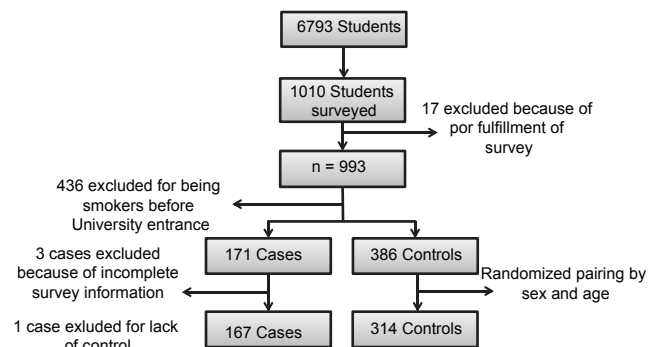 6793 Students
1010 Students
surveyed
17 excluded because of
por fulfillment of
survey
n = 993
436 excluded for being
smokers before
University entrance
171 Cases
386 Controls
3 cases excluded
because of incomplete
survey information
Randomized pairing by
sex and age
1 case exluded for lack
of control
167 Cases
314 Controls